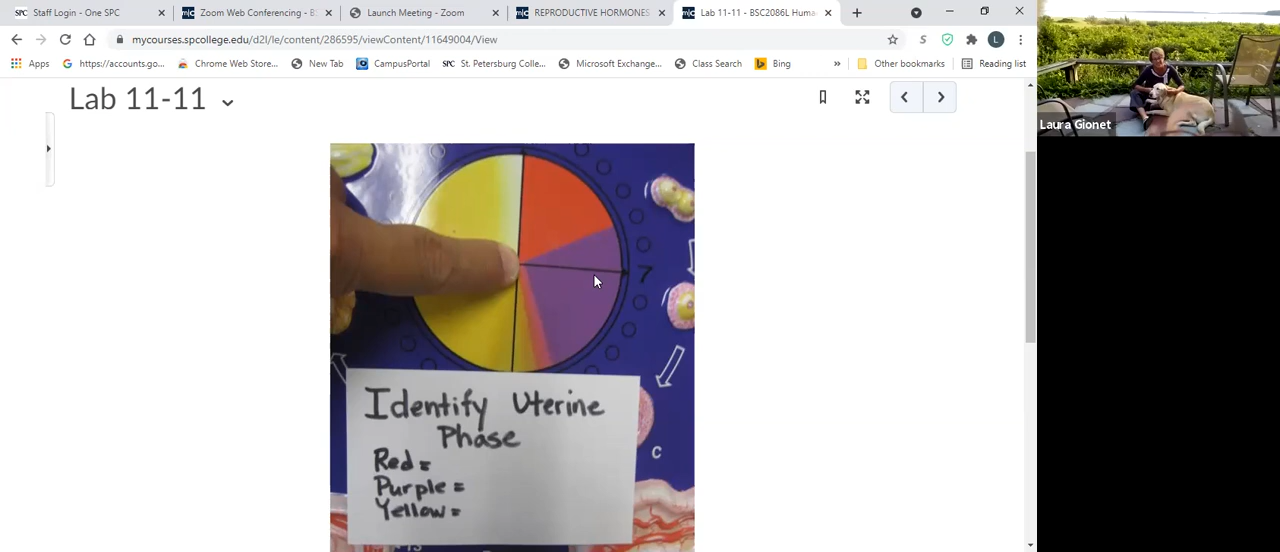 Staff Login - One SPC
Zoom Web Conferencing - BS
Launch Meeting - Zoom
REPRODUCTIVE HORMONES
Lab 11-11 - BSC2086L Huma
mycourses.spcollege.edu/d2l/le/content/286595/viewContent/11649004/View
L
Apps
https://accounts.go...
Chrome Web Store...
New Tab
CampusPortal
SPC St. Petersburg Colle...
Microsoft Exchange...
Class Search
Bing
Other bookmarks
Reading list
Lab 11-11
Laura Gionet
7
Identify Uterine
Phase
Red =
Purple =
Yellow =
C